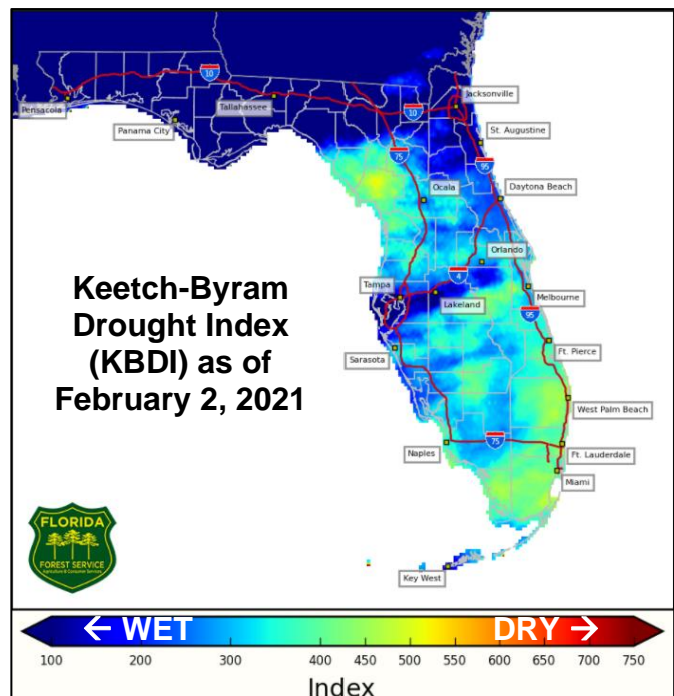 10
Jacksonville
Pensacola
Tallahassee
10
Panama City
St. Augustine
75
95
Ocala
Daytona Beach
Orlando
4
Keetch-Byram
Drought Index
(KBDI) as of
February 2, 2021
Tampa
Lakeland
Melbourne
95
Sarasota
Ft. Pierce
West Palm Beach
Naples
75
Ft. Lauderdale
Miami
FLORIDA
FOREST SERVICE
Agriculture & Consumer Services
Key West
← WET
DRY →
100 200 300 400 450 500 550 600 650 700 750
Index